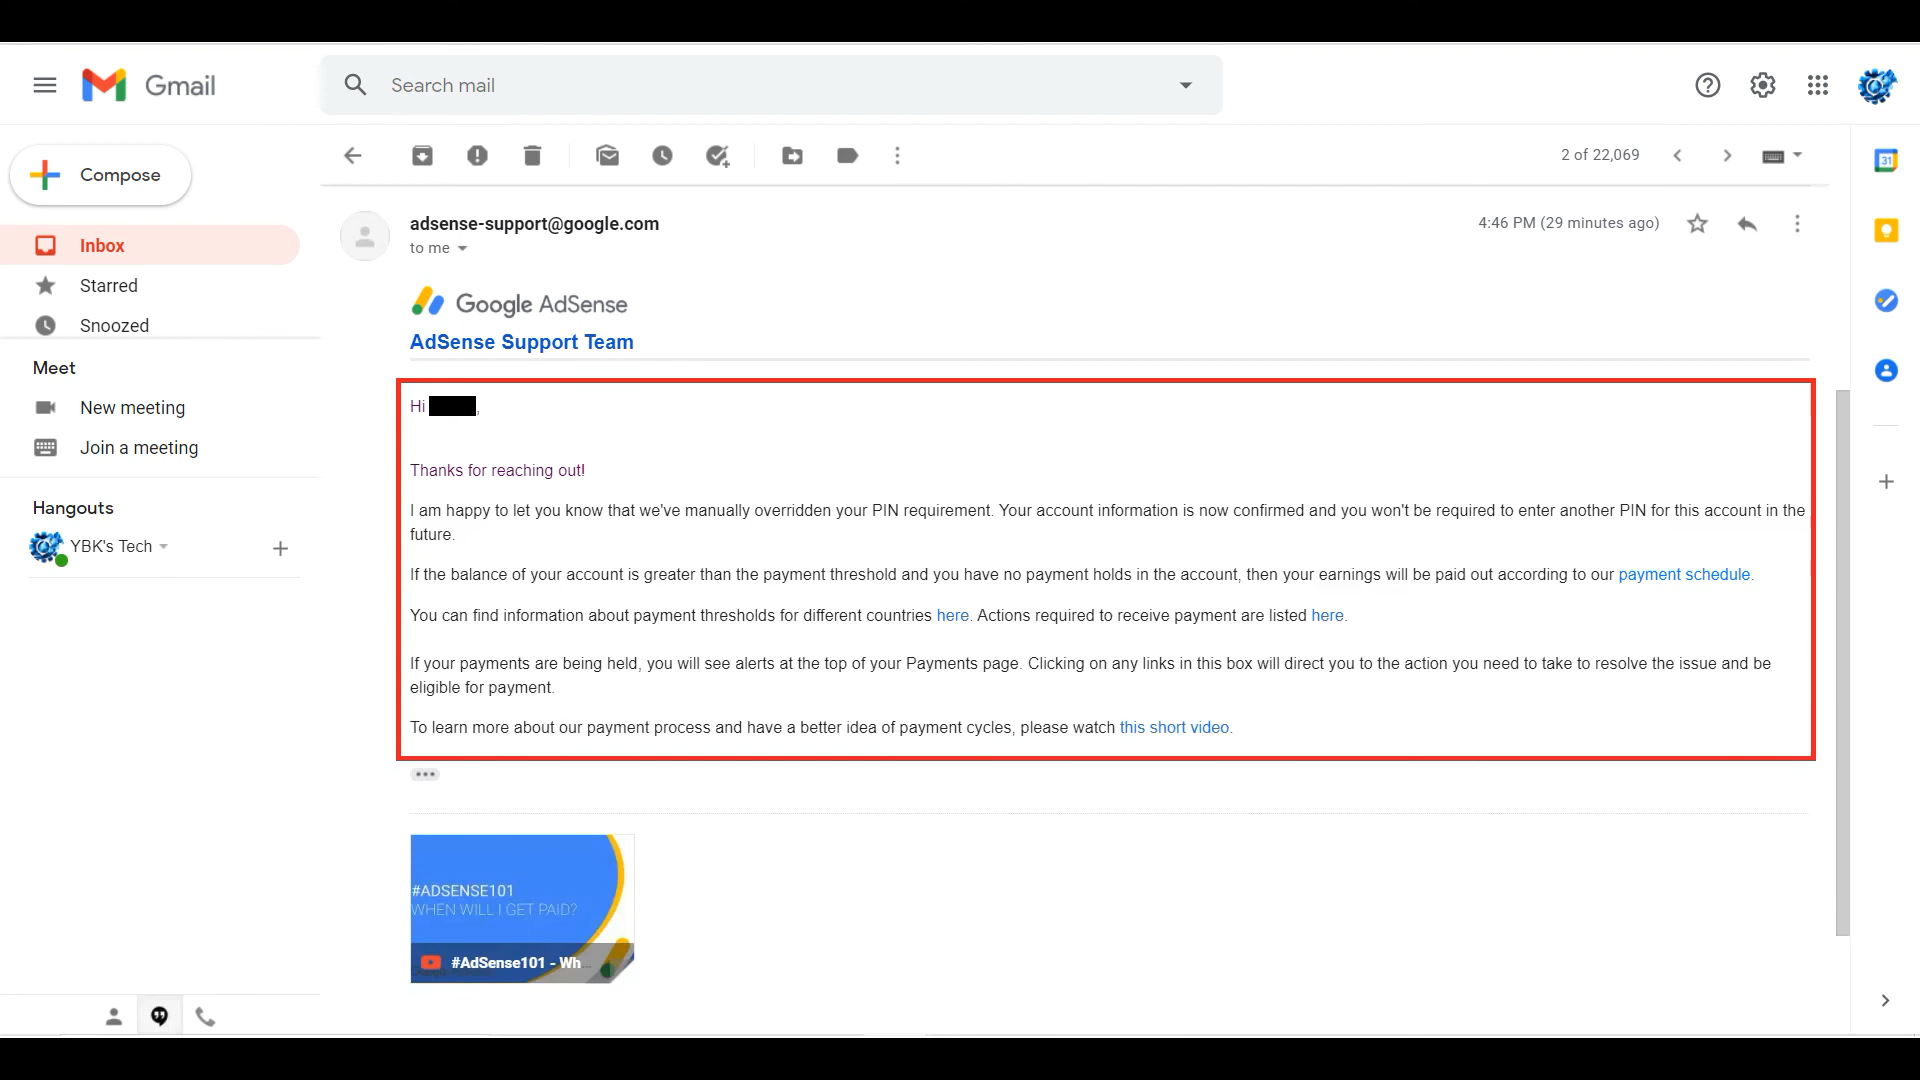 Gmail
Search mail
Compose
2 of 22,069
Inbox
Starred
Snoozed
Meet
New meeting
Join a meeting
Hangouts
YBK's Tech
adsense-support@google.com
4:46 PM (29 minutes ago)
to me
Google AdSense
AdSense Support Team
Hi ,
Thanks for reaching out!
I am happy to let you know that we've manually overridden your PIN requirement. Your account information is now confirmed and you won't be required to enter another PIN for this account in the
future.
If the balance of your account is greater than the payment threshold and you have no payment holds in the account, then your earnings will be paid out according to our payment schedule.
You can find information about payment thresholds for different countries here. Actions required to receive payment are listed here.
If your payments are being held, you will see alerts at the top of your Payments page. Clicking on any links in this box will direct you to the action you need to take to resolve the issue and be
eligible for payment.
To learn more about our payment process and have a better idea of payment cycles, please watch this short video.
#ADSENSE101
WHEN WILL I GET PAID?
#AdSense101 - Wh...
31